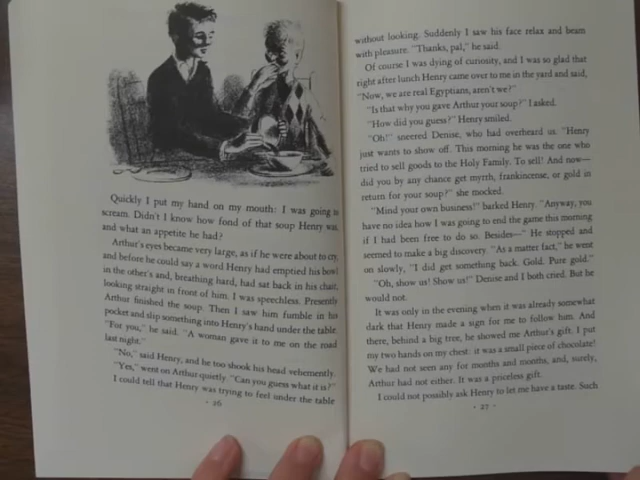 Quickly I put my hand on my mouth: I was going to
scream. Didn't I know how fond of that soup Henry was,
and what an appetite he had?
Arthur's eyes became very large, as if he were about to cry,
and before he could say a word Henry had emptied his bowl
in the other's and, breathing hard, had sat back in his chair,
looking straight in front of him. I was speechless. Presently
Arthur finished the soup. Then I saw him fumble in his
pocket and slip something into Henry's hand under the table.
"For you," he said. "A woman gave it to me on the road
last night."
"No," said Henry, and he too shook his head vehemently.
"Yes," went on Arthur quietly. "Can you guess what it is?"
I could tell that Henry was trying to feel under the table
· 26 ·
without looking. Suddenly I saw his face relax and beam
with pleasure. "Thanks, pal," he said.
Of course I was dying of curiosity, and I was so glad that
right after lunch Henry came over to me in the yard and said,
"Now, we are real Egyptians, aren't we?"
"Is that why you gave Arthur your soup?" I asked.
"How did you guess?" Henry smiled.
"Oh!" sneered Denise, who had overheard us. "Henry
just wants to show off. This morning he was the one who
tried to sell goods to the Holy Family. To sell! And now—
did you by any chance get myrrh, frankincense, or gold in
return for your soup?" she mocked.
"Mind your own business!" barked Henry. "Anyway, you
have no idea how I was going to end the game this morning
if I had been free to do so. Besides—" He stopped and
seemed to make a big discovery. "As a matter fact," he went
on slowly, "I did get something back. Gold. Pure gold."
"Oh, show us! Show us!" Denise and I both cried. But he
would not.
It was only in the evening when it was already somewhat
dark that Henry made a sign for me to follow him. And
there, behind a big tree, he showed me Arthur's gift. I put
my two hands on my chest: it was a small piece of chocolate!
We had not seen any for months and months, and, surely,
Arthur had not either. It was a priceless gift.
I could not possibly ask Henry to let me have a taste. Such
· 27 ·